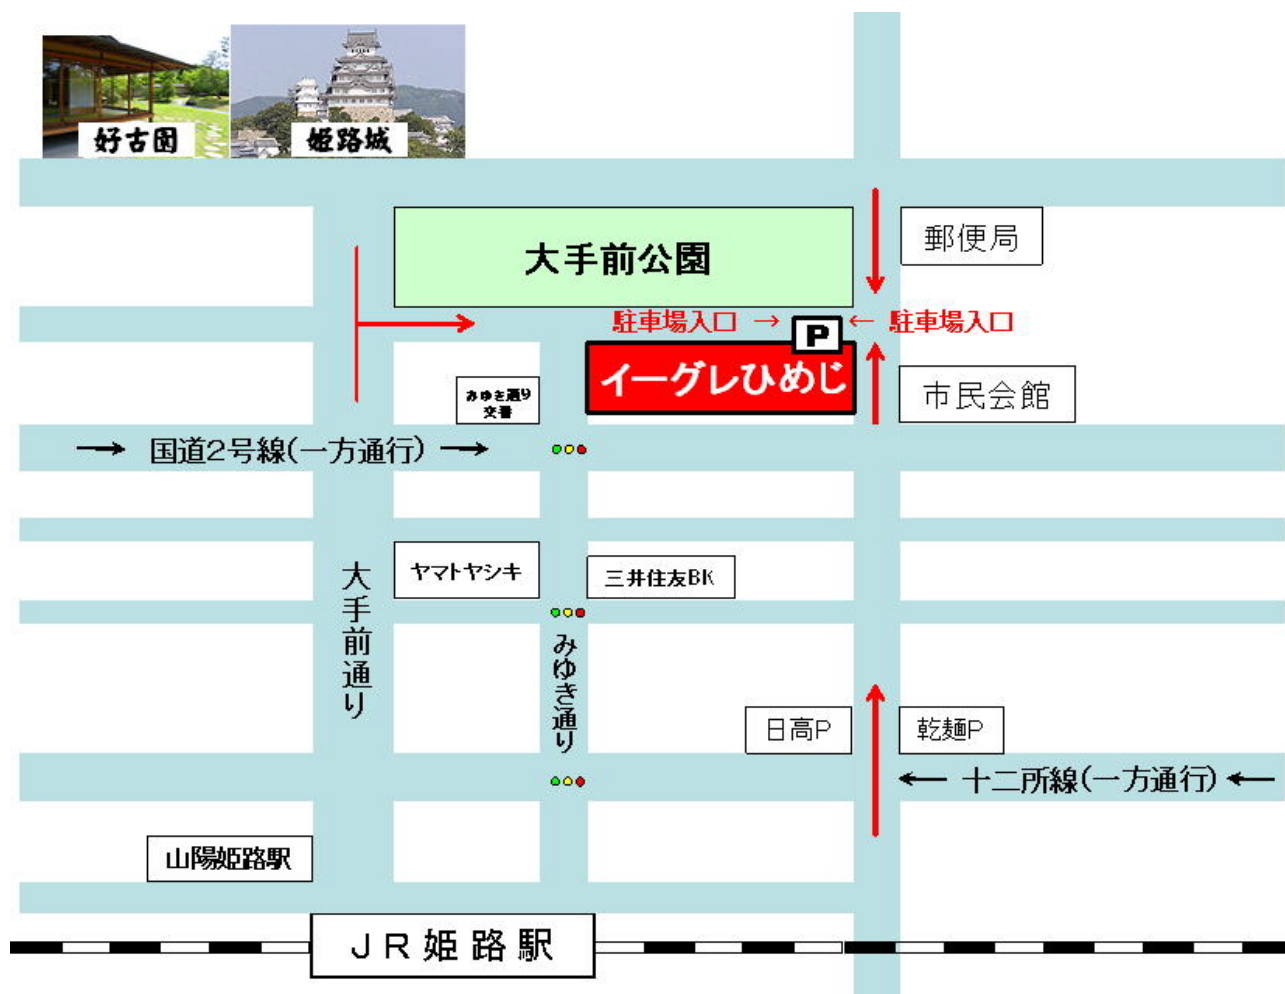 好古園
姫路城
大手前公園
郵便局
駐車場入口 →
← 駐車場入口
P
イーグレひめじ
市民会館
みゆき通り
交番
→ 国道2号線(一方通行) →
ヤマトヤシキ
三井住友BK
大手前通り
みゆき通り
日高P
乾麺P
← 十二所線(一方通行) ←
山陽姫路駅
JR姫路駅